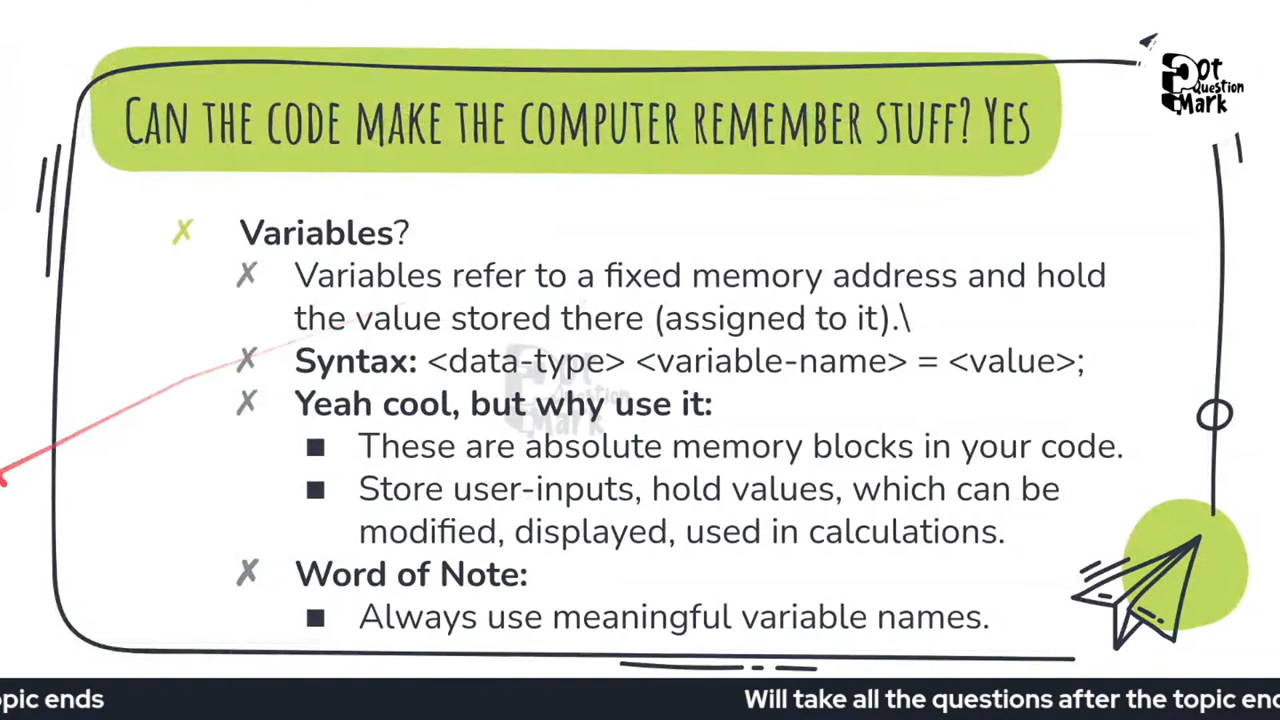 Can the code make the computer remember stuff? Yes
Dot
Question
Mark
Variables?
Variables refer to a fixed memory address and hold
the value stored there (assigned to it).\
Syntax: <data-type> <variable-name> = <value>;
Yeah cool, but why use it:
These are absolute memory blocks in your code.
Store user-inputs, hold values, which can be
modified, displayed, used in calculations.
Word of Note:
Always use meaningful variable names.
opic ends
Will take all the questions after the topic end